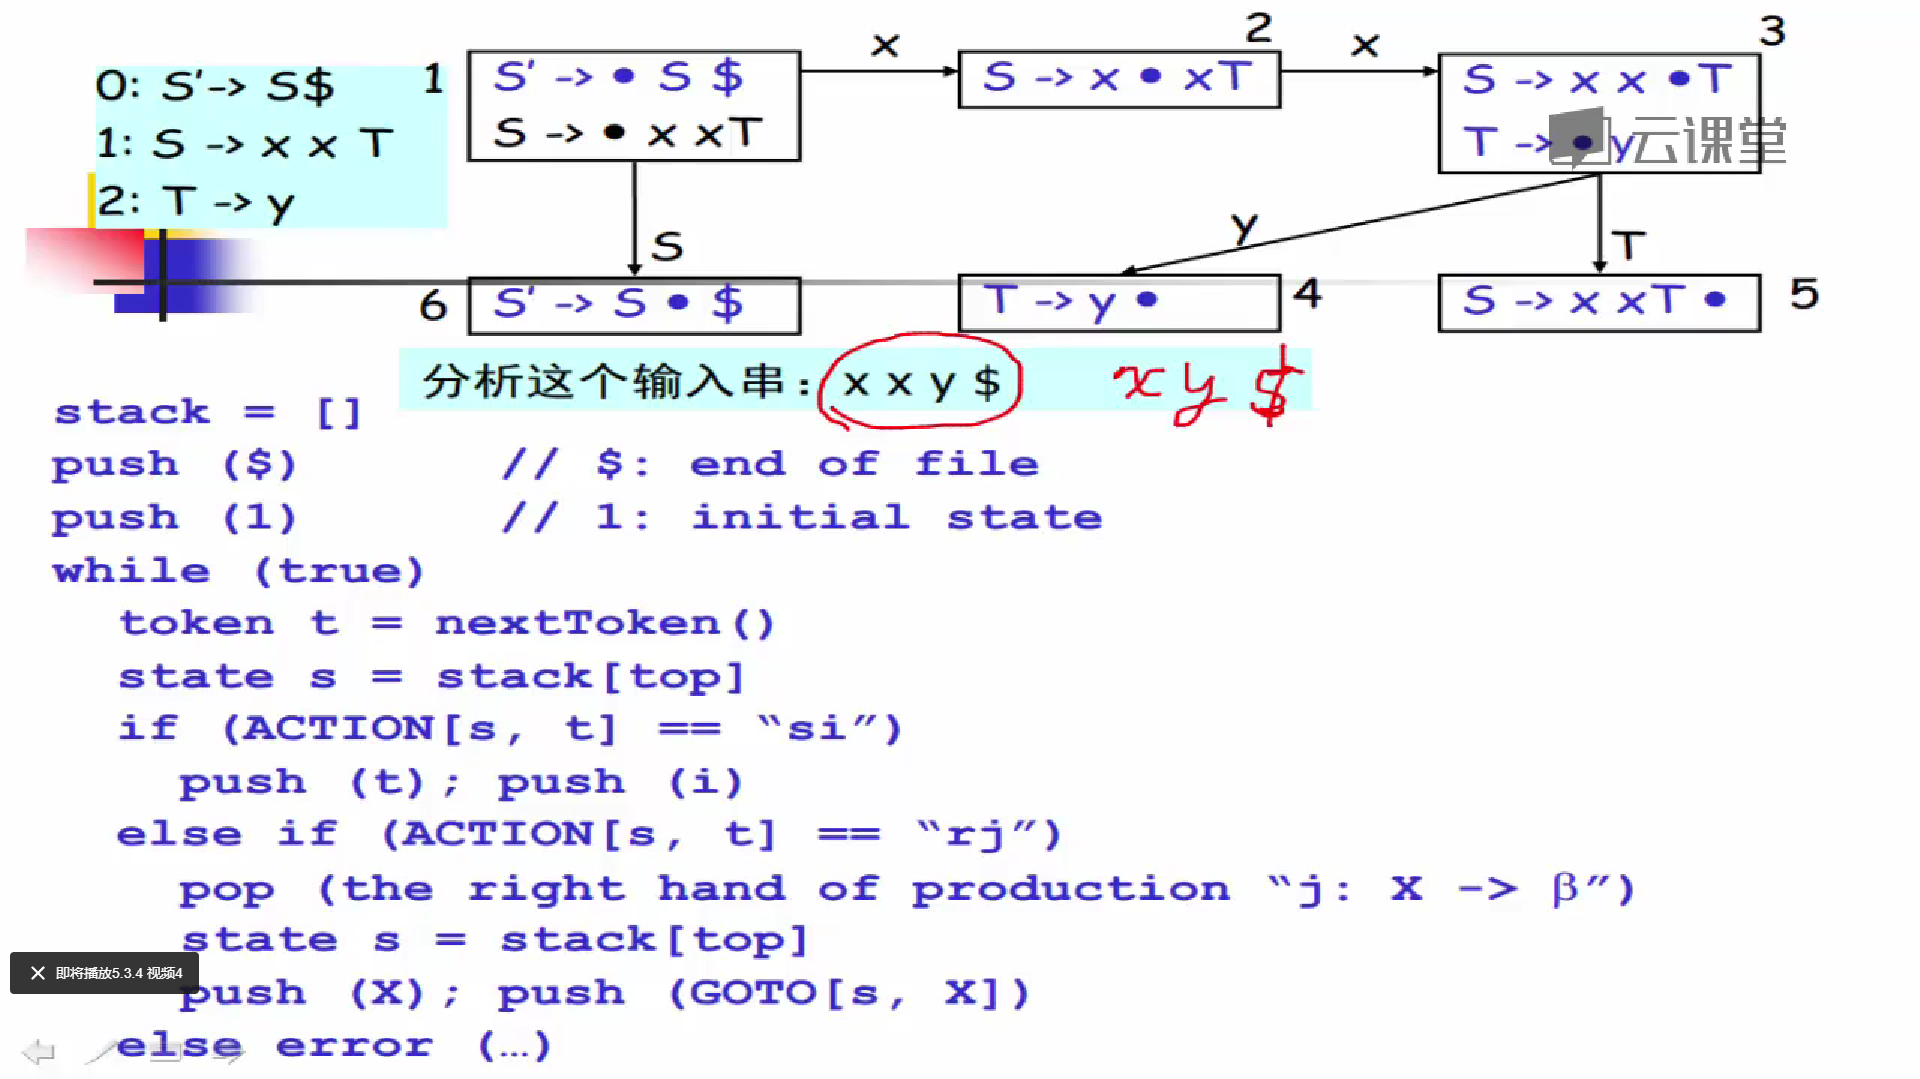 0: S'-> S$
1: S -> x x T
2: T -> y
1
S' -> • S $
S -> • x xT
x
2
S -> x • xT
x
3
S -> x x •T
T -> • y
云课堂
S
y
T
6
S' -> S • $
T -> y •
4
S -> x xT •
5
分析这个输入串: x x y $
x y $
stack = []
push ($) // $: end of file
push (1) // 1: initial state
while (true)
token t = nextToken()
state s = stack[top]
if (ACTION[s, t] == “si”)
push (t); push (i)
else if (ACTION[s, t] == “rj”)
pop (the right hand of production “j: X -> β”)
state s = stack[top]
即将播放5.3.4 视频4
push (X); push (GOTO[s, X])
else error (…)